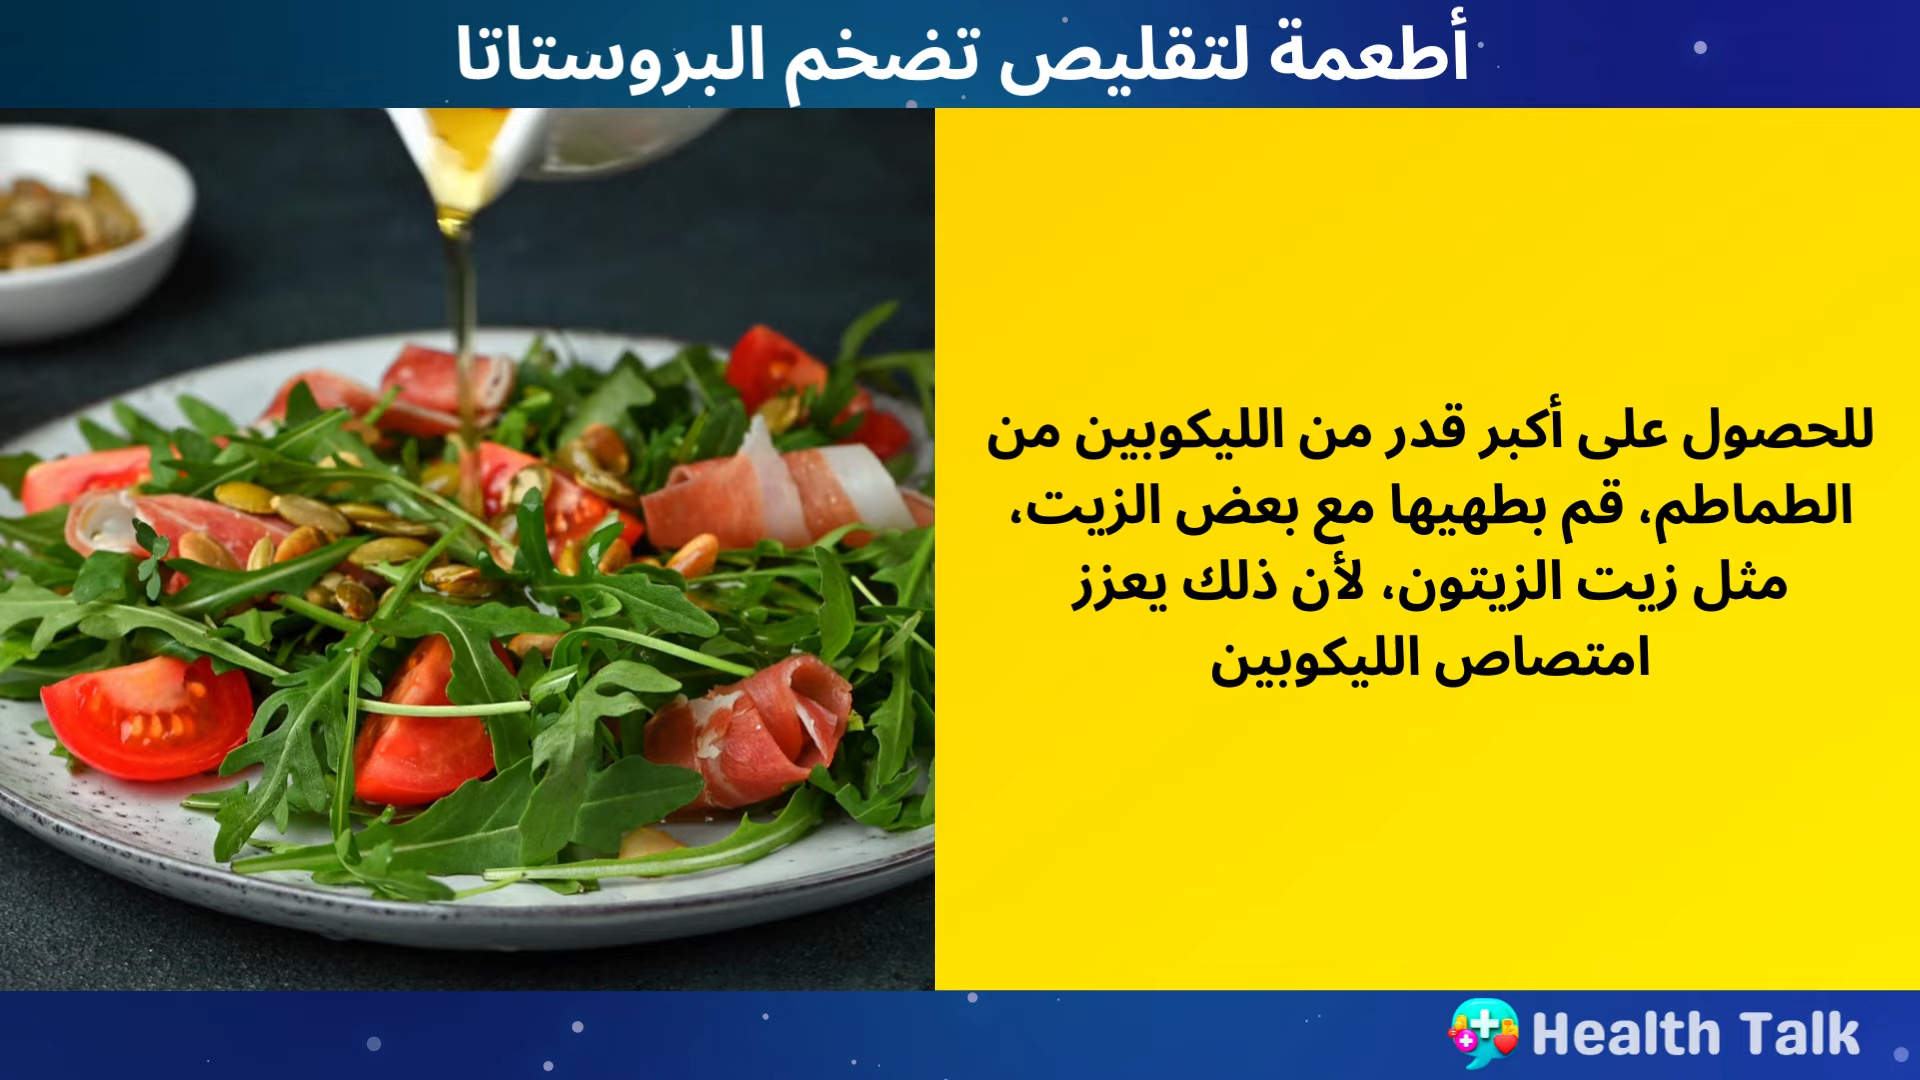 أطعمة لتقليص تضخم البروستاتا
للحصول على أكبر قدر من الليكوبين من
الطماطم، قم بطهيها مع بعض الزيت،
مثل زيت الزيتون، لأن ذلك يعزز
امتصاص الليكوبين
Health Talk